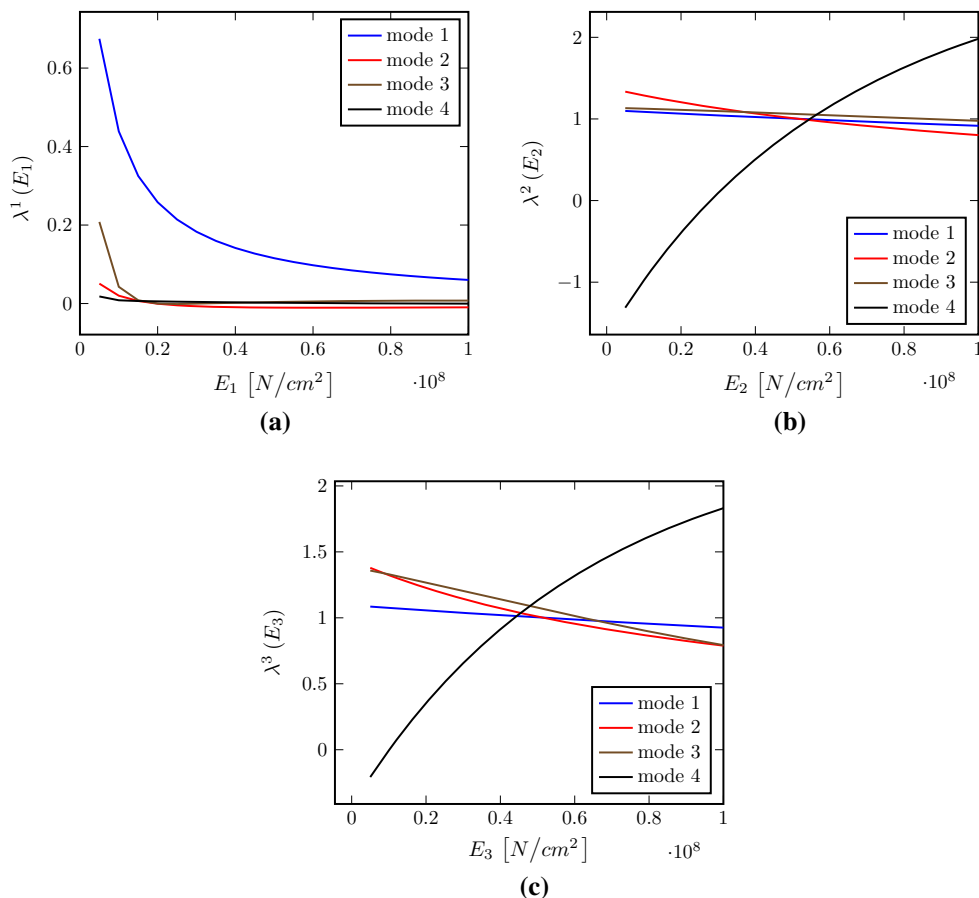 mode 1
mode 2
mode 3
mode 4
0.6
0.4
0.2
0
λ¹ (E₁)
0 0.2 0.4 0.6 0.8 1
E₁ [N/cm²] ·10⁸
(a)
2
1
0
−1
λ² (E₂)
mode 1
mode 2
mode 3
mode 4
0 0.2 0.4 0.6 0.8 1
E₂ [N/cm²] ·10⁸
(b)
2
1.5
1
0.5
0
λ³ (E₃)
mode 1
mode 2
mode 3
mode 4
0 0.2 0.4 0.6 0.8 1
E₃ [N/cm²] ·10⁸
(c)